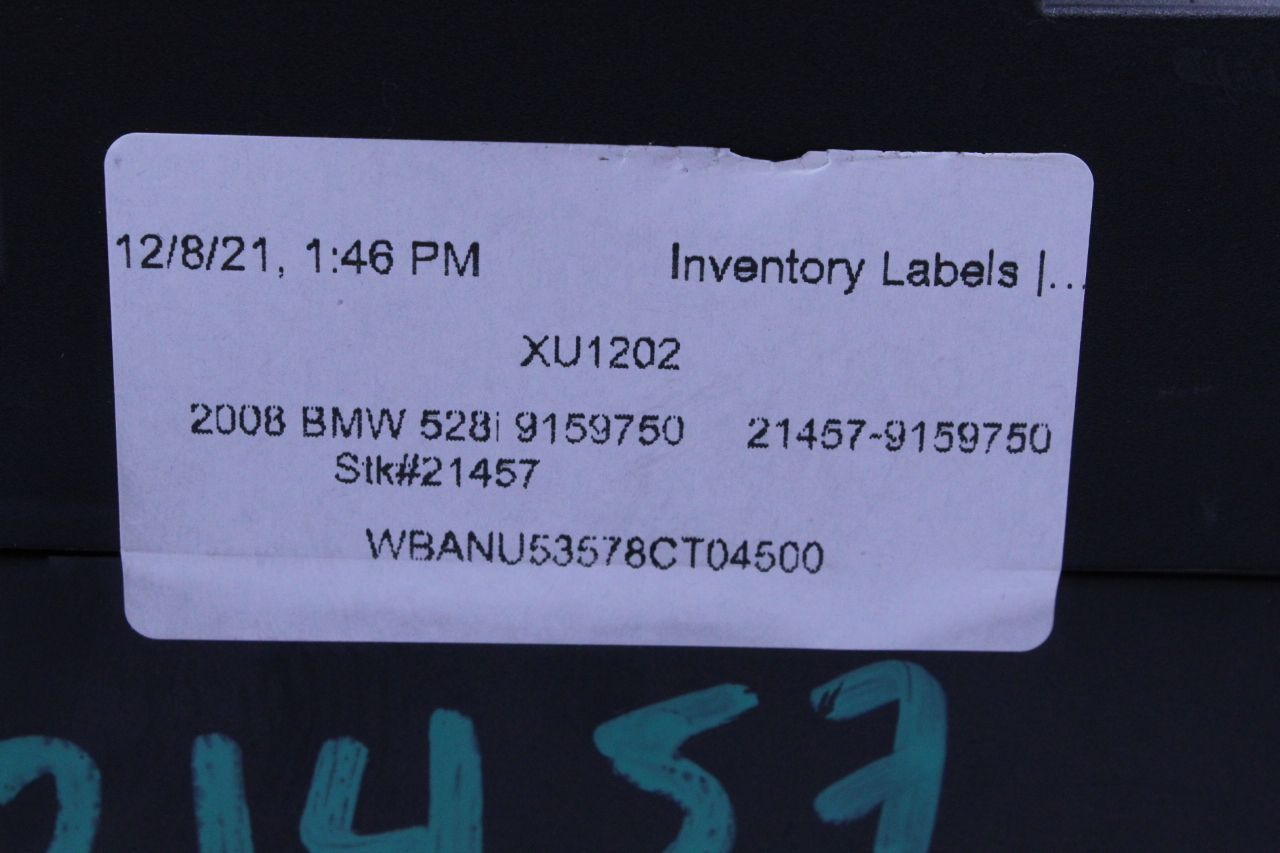 12/8/21, 1:46 PM Inventory Labels |...
XU1202
2008 BMW 528i 9159750 21457-9159750
Stk#21457
WBANU53578CT04500
21457